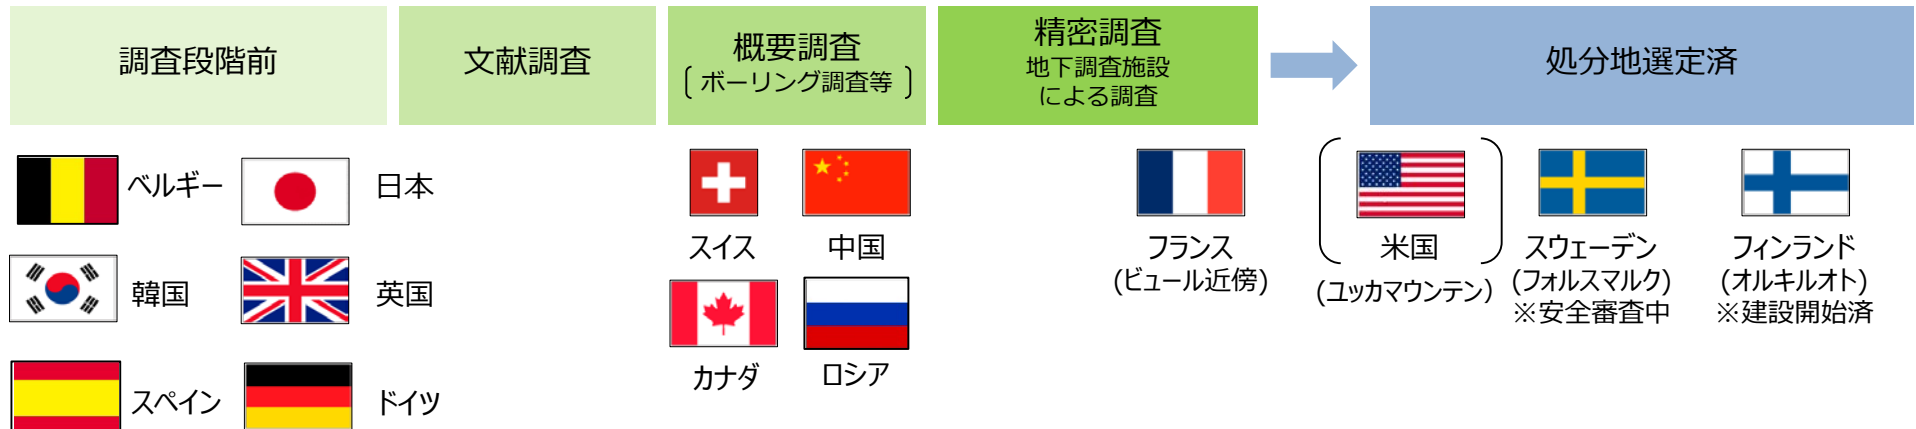 調査段階前
文献調査
概要調査
〔 ボーリング調査等 〕
精密調査
地下調査施設
による調査
処分地選定済
ベルギー
日本
韓国
英国
スペイン
ドイツ
スイス
中国
カナダ
ロシア
フランス
(ビュール近傍)
米国
(ユッカマウンテン)
スウェーデン
(フォルスマルク)
※安全審査中
フィンランド
(オルキルオト)
※建設開始済